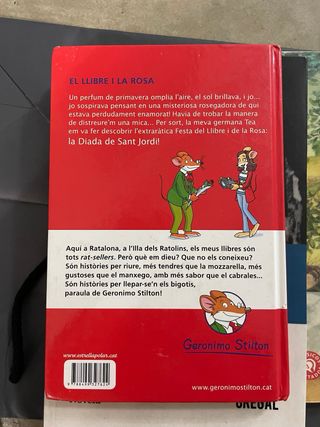 EL LLIBRE I LA ROSA
Un perfum de primavera omplia l'aire, el sol brillava, i jo...
jo sospirava pensant en una misteriosa rosegadora de qui
estava perdudament enamorat! Havia de trobar la manera
de distreure'm una mica... Per sort, la meva germana Tea
em va fer descobrir l'extraràtica Festa del Llibre i de la Rosa:
la Diada de Sant Jordi!
Aquí a Ratalona, a l'Illa dels Ratolins, els meus llibres són
tots rat-sellers. Però què em dieu? Que no els coneixeu?
Són històries per riure, més tendres que la mozzarella, més
gustoses que el manxego, amb més sabor que el cabrales...
Són històries per llepar-se'n els bigotis,
paraula de Geronimo Stilton!
Geronimo Stilton
www.estrellapolar.cat
www.geronimostilton.cat
GREGAL